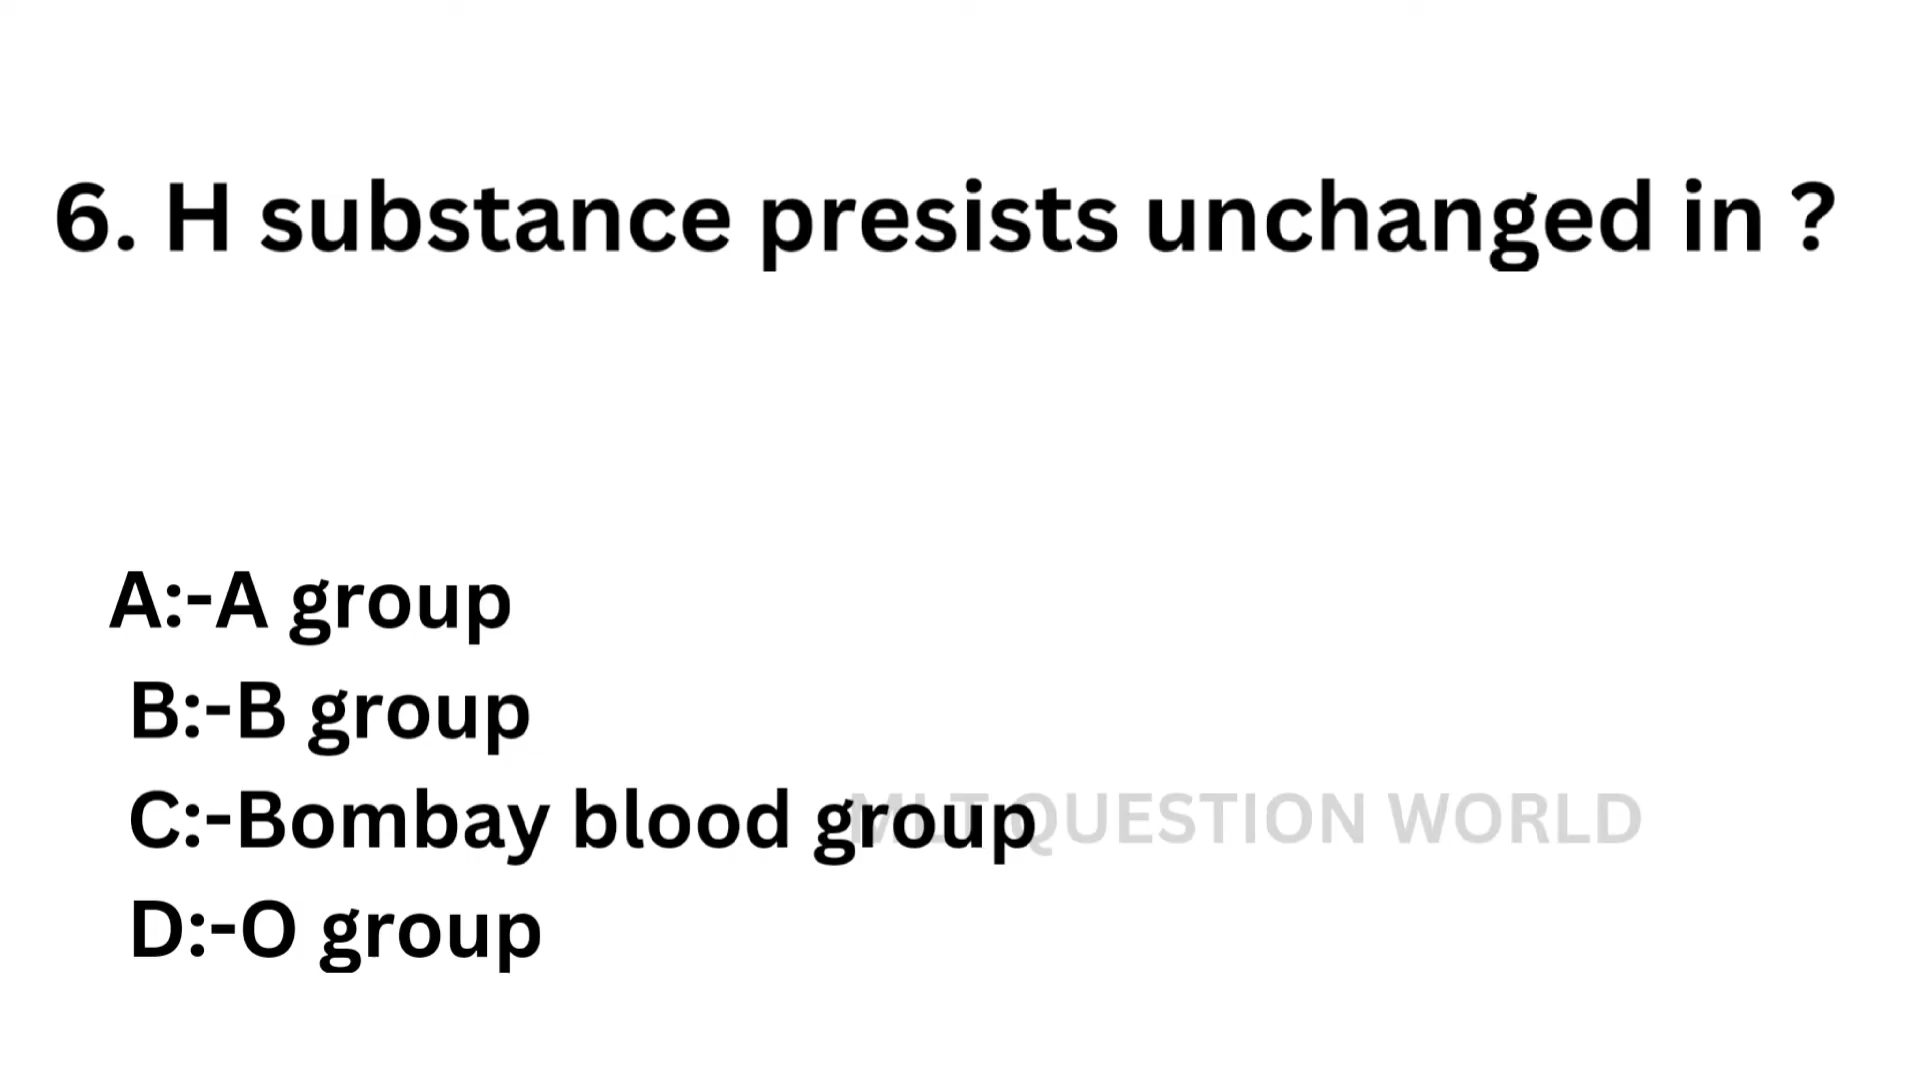 6. H substance presists unchanged in ?
A:-A group
B:-B group
C:-Bombay blood group
MLT QUESTION WORLD
D:-O group